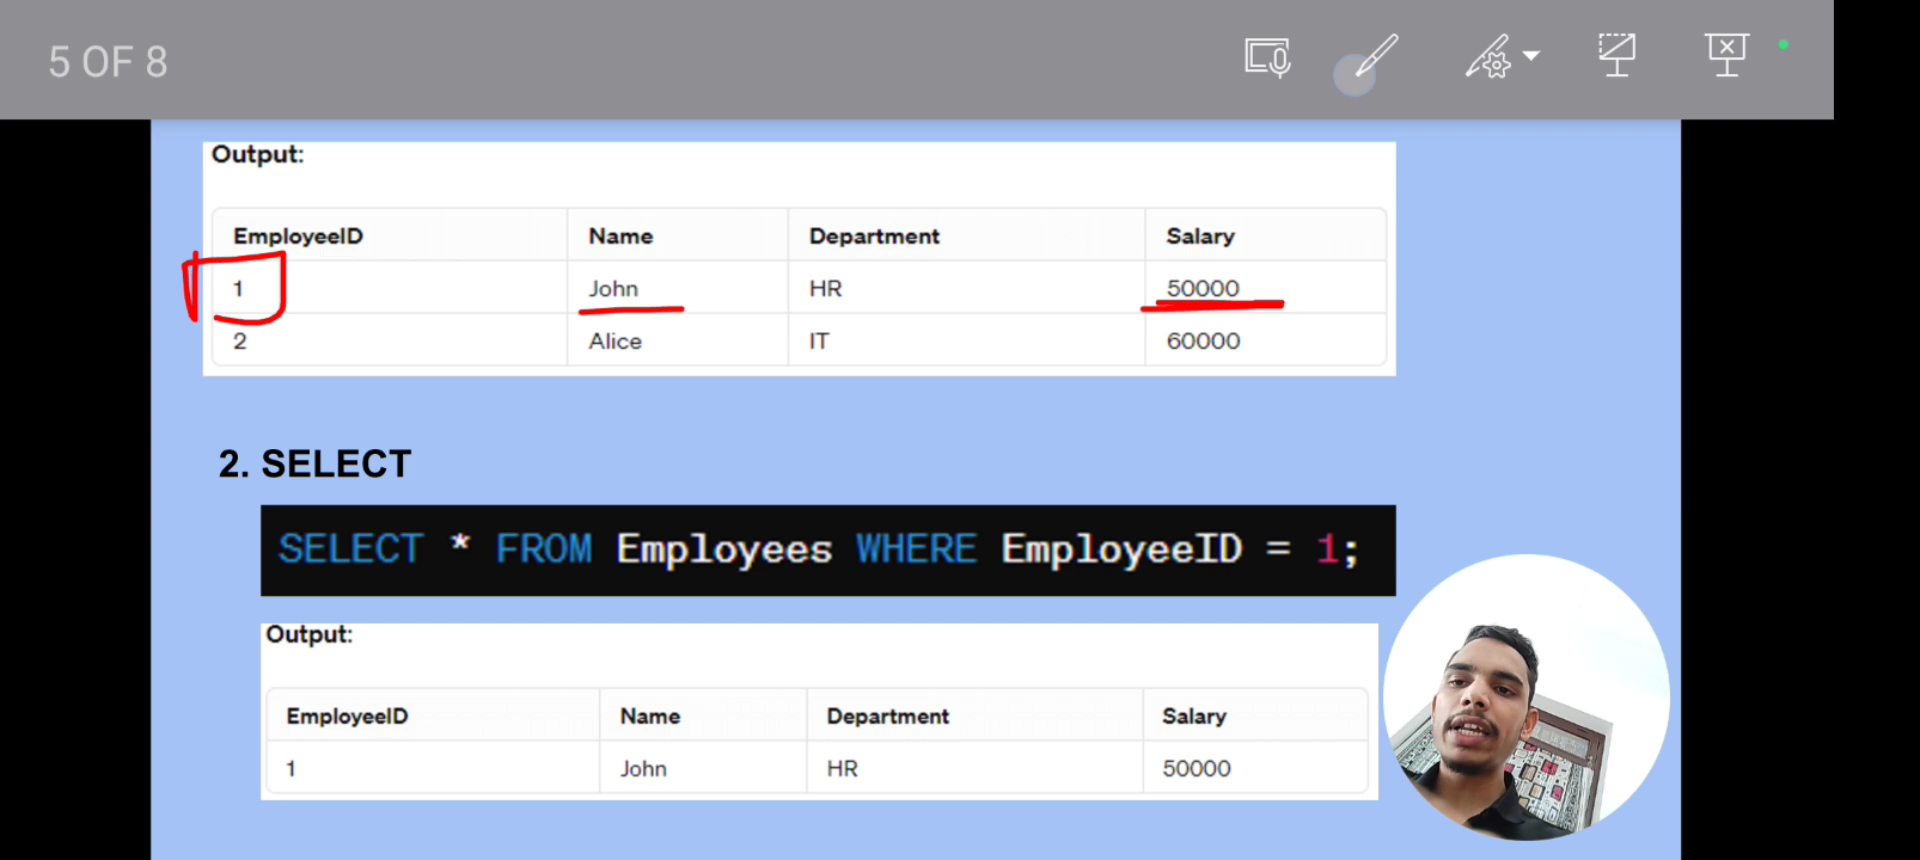 5 OF 8
Output:
EmployeeID Name Department Salary
1 John HR 50000
2 Alice IT 60000
2. SELECT
SELECT * FROM Employees WHERE EmployeeID = 1;
Output:
EmployeeID Name Department Salary
1 John HR 50000